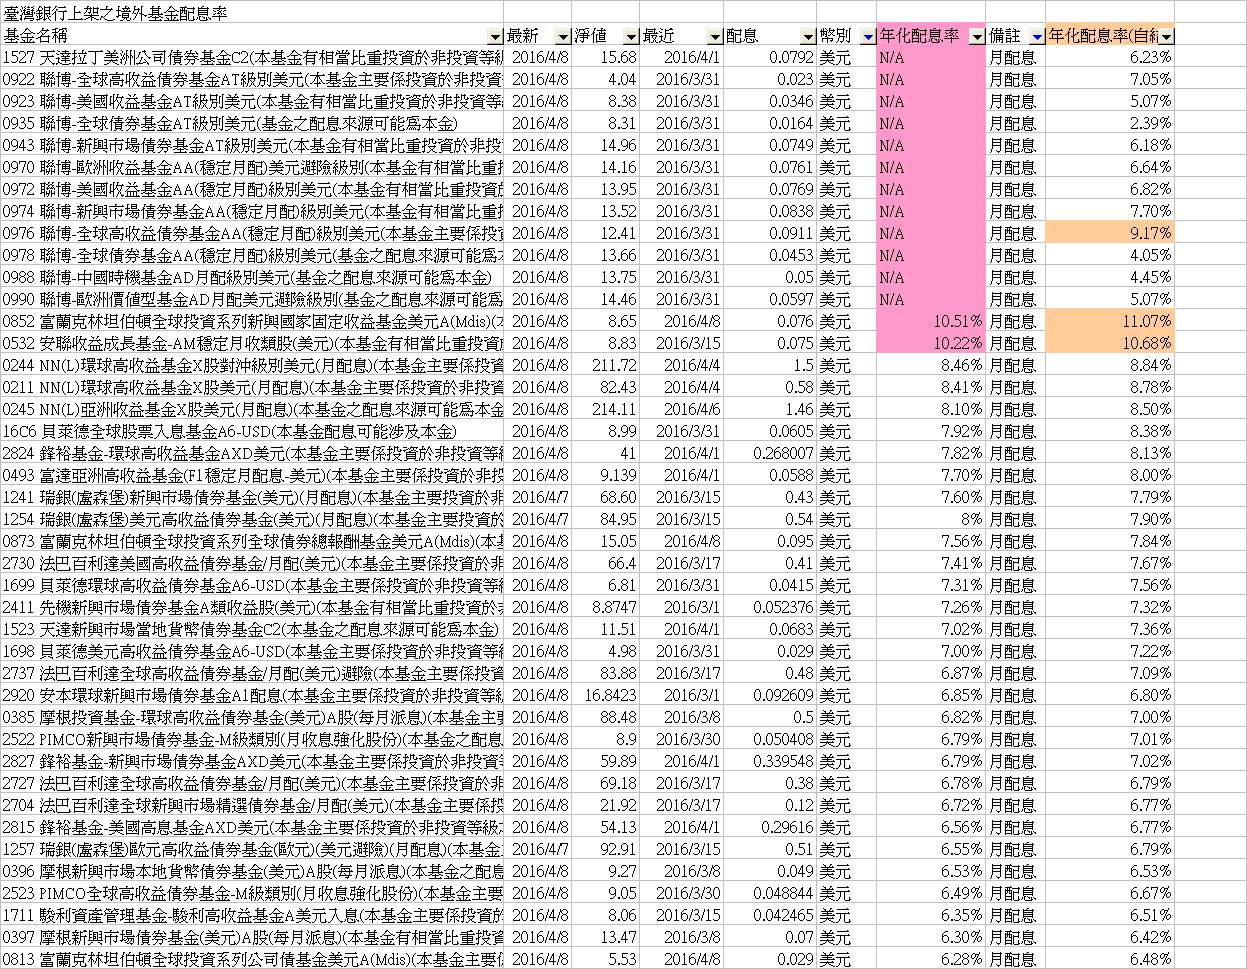 臺灣銀行上架之境外基金配息率
基金名稱 最新 淨值 最近 配息 幣別 年化配息率 備註 年化配息率(自結
1527 天達拉丁美洲公司債券基金C2(本基金有相當比重投資於非投資等級 2016/4/8 15.68 2016/4/1 0.0792 美元 N/A 月配息 6.23%
0922 聯博-全球高收益債券基金AT級別美元(本基金主要係投資於非投資 2016/4/8 4.04 2016/3/31 0.023 美元 N/A 月配息 7.05%
0923 聯博-美國收益基金AT級別美元(本基金有相當比重投資於非投資等 2016/4/8 8.38 2016/3/31 0.0346 美元 N/A 月配息 5.07%
0935 聯博-全球債券基金AT級別美元(基金之配息來源可能為本金) 2016/4/8 8.31 2016/3/31 0.0164 美元 N/A 月配息 2.39%
0943 聯博-新興市場債券基金AT級別美元(本基金有相當比重投資於非投 2016/4/8 14.96 2016/3/31 0.0749 美元 N/A 月配息 6.18%
0970 聯博-歐洲收益基金AA(穩定月配)美元避險級別(本基金有相當比重投 2016/4/8 14.16 2016/3/31 0.0761 美元 N/A 月配息 6.64%
0972 聯博-美國收益基金AA(穩定月配)級別美元(本基金有相當比重投資於 2016/4/8 13.95 2016/3/31 0.0769 美元 N/A 月配息 6.82%
0974 聯博-新興市場債券基金AA(穩定月配)級別美元(本基金有相當比重投 2016/4/8 13.52 2016/3/31 0.0838 美元 N/A 月配息 7.70%
0976 聯博-全球高收益債券基金AA(穩定月配)級別美元(本基金主要係投 2016/4/8 12.41 2016/3/31 0.0911 美元 N/A 月配息 9.17%
0978 聯博-全球債券基金AA(穩定月配)級別美元(基金之配息來源可能為本 2016/4/8 13.66 2016/3/31 0.0453 美元 N/A 月配息 4.05%
0988 聯博-中國時機基金AD月配級別美元(基金之配息來源可能為本金) 2016/4/8 13.75 2016/3/31 0.05 美元 N/A 月配息 4.45%
0990 聯博-歐洲價值型基金AD月配美元避險級別(基金之配息來源可能為 2016/4/8 14.46 2016/3/31 0.0597 美元 N/A 月配息 5.07%
0852 富蘭克林坦伯頓全球投資系列新興國家固定收益基金美元A(Mdis)(本 2016/4/8 8.65 2016/4/8 0.076 美元 10.51% 月配息 11.07%
0532 安聯收益成長基金-AM穩定月收類股(美元)(本基金有相當比重投資於 2016/4/8 8.83 2016/3/15 0.075 美元 10.22% 月配息 10.68%
0244 NN(L)環球高收益基金X股對沖級別美元(月配息)(本基金主要係投資 2016/4/8 211.72 2016/4/4 1.5 美元 8.46% 月配息 8.84%
0211 NN(L)環球高收益基金X股美元(月配息)(本基金主要係投資於非投資 2016/4/8 82.43 2016/4/4 0.58 美元 8.41% 月配息 8.78%
0245 NN(L)亞洲收益基金X股美元(月配息)(本基金之配息來源可能為本金 2016/4/8 214.11 2016/4/6 1.46 美元 8.10% 月配息 8.50%
16C6 貝萊德全球股票入息基金A6-USD(本基金配息可能涉及本金) 2016/4/8 8.99 2016/3/31 0.0605 美元 7.92% 月配息 8.38%
2824 鋒裕基金-環球高收益基金AXD美元(本基金主要係投資於非投資等級 2016/4/8 41 2016/4/1 0.268007 美元 7.82% 月配息 8.13%
0493 富達亞洲高收益基金(F1穩定月配息-美元)(本基金主要係投資於非投 2016/4/8 9.139 2016/4/1 0.0588 美元 7.70% 月配息 8.00%
1241 瑞銀(盧森堡)新興市場債券基金(美元)(月配息)(本基金主要投資於非 2016/4/7 68.60 2016/3/15 0.43 美元 7.60% 月配息 7.79%
1254 瑞銀(盧森堡)美元高收益債券基金(美元)(月配息)(本基金主要投資於 2016/4/7 84.95 2016/3/15 0.54 美元 8% 月配息 7.90%
0873 富蘭克林坦伯頓全球投資系列全球債券總報酬基金美元A(Mdis)(本基 2016/4/8 15.05 2016/4/8 0.095 美元 7.56% 月配息 7.84%
2730 法巴百利達美國高收益債券基金/月配(美元)(本基金主要係投資於非 2016/4/8 66.4 2016/3/17 0.41 美元 7.41% 月配息 7.67%
1699 貝萊德環球高收益債券基金A6-USD(本基金主要係投資於非投資等級 2016/4/8 6.81 2016/3/31 0.0415 美元 7.31% 月配息 7.56%
2411 先機新興市場債券基金A類收益股(美元)(本基金有相當比重投資於非 2016/4/8 8.8747 2016/3/1 0.052376 美元 7.26% 月配息 7.32%
1523 天達新興市場當地貨幣債券基金C2(本基金之配息來源可能為本金) 2016/4/8 11.51 2016/4/1 0.0683 美元 7.02% 月配息 7.36%
1698 貝萊德美元高收益債券基金A6-USD(本基金主要係投資於非投資等級 2016/4/8 4.98 2016/3/31 0.029 美元 7.00% 月配息 7.22%
2737 法巴百利達全球高收益債券基金/月配(美元)避險(本基金主要係投資 2016/4/8 83.88 2016/3/17 0.48 美元 6.87% 月配息 7.09%
2920 安本環球新興市場債券基金A1配息(本基金主要係投資於非投資等級 2016/4/8 16.8423 2016/3/1 0.092609 美元 6.85% 月配息 6.80%
0385 摩根投資基金-環球高收益債券基金(美元)A股(每月派息)(本基金主要 2016/4/8 88.48 2016/3/8 0.5 美元 6.82% 月配息 7.00%
2522 PIMCO新興市場債券基金-M級類別(月收息強化股份)(本基金之配息 2016/4/8 8.9 2016/3/30 0.050408 美元 6.79% 月配息 7.01%
2827 鋒裕基金-新興市場債券基金AXD美元(本基金主要係投資於非投資等 2016/4/8 59.89 2016/4/1 0.339548 美元 6.79% 月配息 7.02%
2727 法巴百利達全球高收益債券基金/月配(美元)(本基金主要係投資於非 2016/4/8 69.18 2016/3/17 0.38 美元 6.78% 月配息 6.79%
2704 法巴百利達全球新興市場精選債券基金/月配(美元)(本基金主要係投 2016/4/8 21.92 2016/3/17 0.12 美元 6.72% 月配息 6.77%
2815 鋒裕基金-美國高息基金AXD美元(本基金主要係投資於非投資等級 2016/4/8 54.13 2016/4/1 0.29616 美元 6.56% 月配息 6.77%
1257 瑞銀(盧森堡)歐元高收益債券基金(歐元)(美元避險)(月配息)(本基金 2016/4/7 92.91 2016/3/15 0.51 美元 6.55% 月配息 6.79%
0396 摩根新興市場本地貨幣債券基金(美元)A股(每月派息)(本基金之配息 2016/4/8 9.27 2016/3/8 0.049 美元 6.53% 月配息 6.53%
2523 PIMCO全球高收益債券基金-M級類別(月收息強化股份)(本基金主要 2016/4/8 9.05 2016/3/30 0.048844 美元 6.49% 月配息 6.67%
1711 駿利資產管理基金-駿利高收益基金A美元入息(本基金主要係投資於 2016/4/8 8.06 2016/3/15 0.042465 美元 6.35% 月配息 6.51%
0397 摩根新興市場債券基金(美元)A股(每月派息)(本基金有相當比重投資 2016/4/8 13.47 2016/3/8 0.07 美元 6.30% 月配息 6.42%
0813 富蘭克林坦伯頓全球投資系列公司債基金美元A(Mdis)(本基金主要係 2016/4/8 5.53 2016/4/8 0.029 美元 6.28% 月配息 6.48%